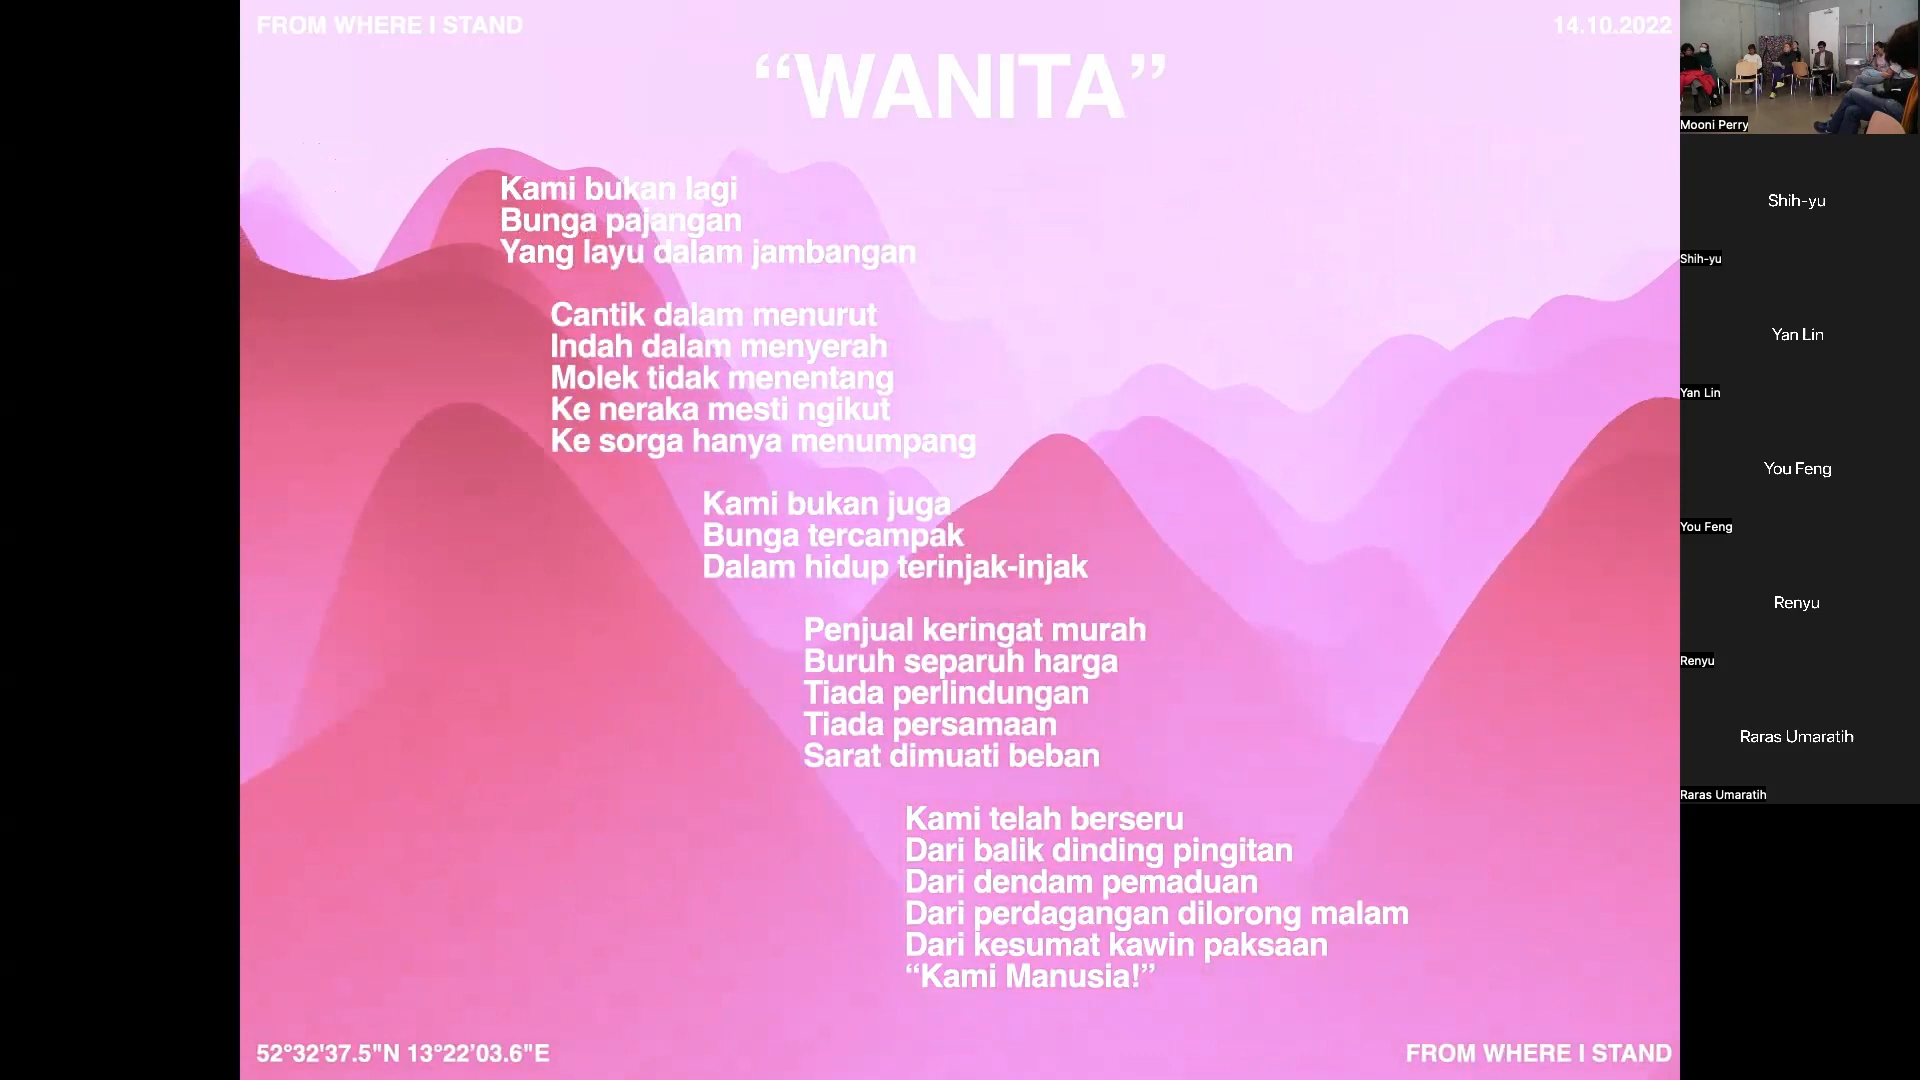 FROM WHERE I STAND
14.10.2022
“WANITA”
Kami bukan lagi
Bunga pajangan
Yang layu dalam jambangan
Cantik dalam menurut
Indah dalam menyerah
Molek tidak menentang
Ke neraka mesti ngikut
Ke sorga hanya menumpang
Kami bukan juga
Bunga tercampak
Dalam hidup terinjak-injak
Penjual keringat murah
Buruh separuh harga
Tiada perlindungan
Tiada persamaan
Sarat dimuati beban
Kami telah berseru
Dari balik dinding pingitan
Dari dendam pemaduan
Dari perdagangan dilorong malam
Dari kesumat kawin paksaan
“Kami Manusia!”
52°32'37.5"N 13°22’03.6"E
FROM WHERE I STAND
Mooni Perry
Shih-yu
Shih-yu
Yan Lin
Yan Lin
You Feng
You Feng
Renyu
Renyu
Raras Umaratih
Raras Umaratih